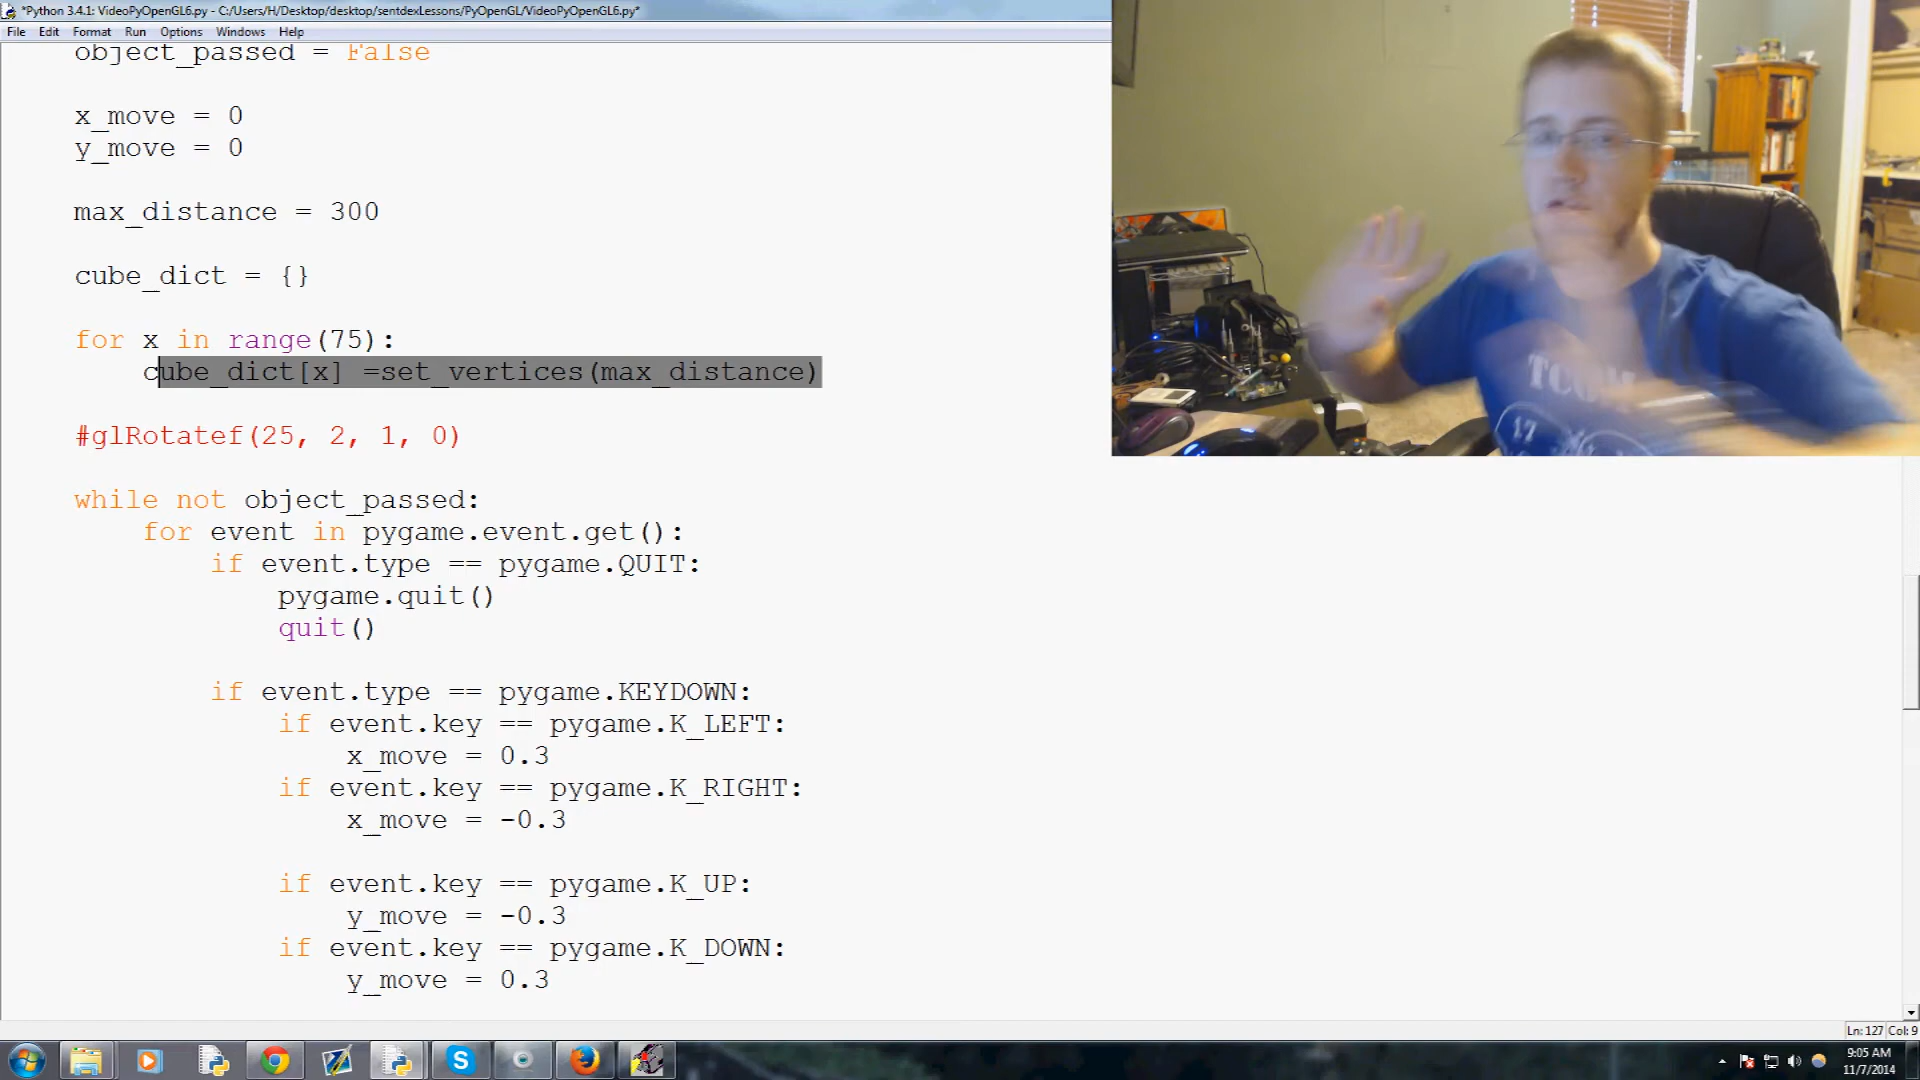 *Python 3.4.1: VideoPyOpenGL6.py - C:/Users/H/Desktop/desktop/sentdexLessons/PyOpenGL/VideoPyOpenGL6.py*
File Edit Format Run Options Windows Help
object_passed = False
x_move = 0
y_move = 0
max_distance = 300
cube_dict = {}
for x in range(75):
cube_dict[x] =set_vertices(max_distance)
#glRotatef(25, 2, 1, 0)
while not object_passed:
for event in pygame.event.get():
if event.type == pygame.QUIT:
pygame.quit()
quit()
if event.type == pygame.KEYDOWN:
if event.key == pygame.K_LEFT:
x_move = 0.3
if event.key == pygame.K_RIGHT:
x_move = -0.3
if event.key == pygame.K_UP:
y_move = -0.3
if event.key == pygame.K_DOWN:
y_move = 0.3
TCOM
17
Ln: 127 Col: 9
9:05 AM
11/7/2014